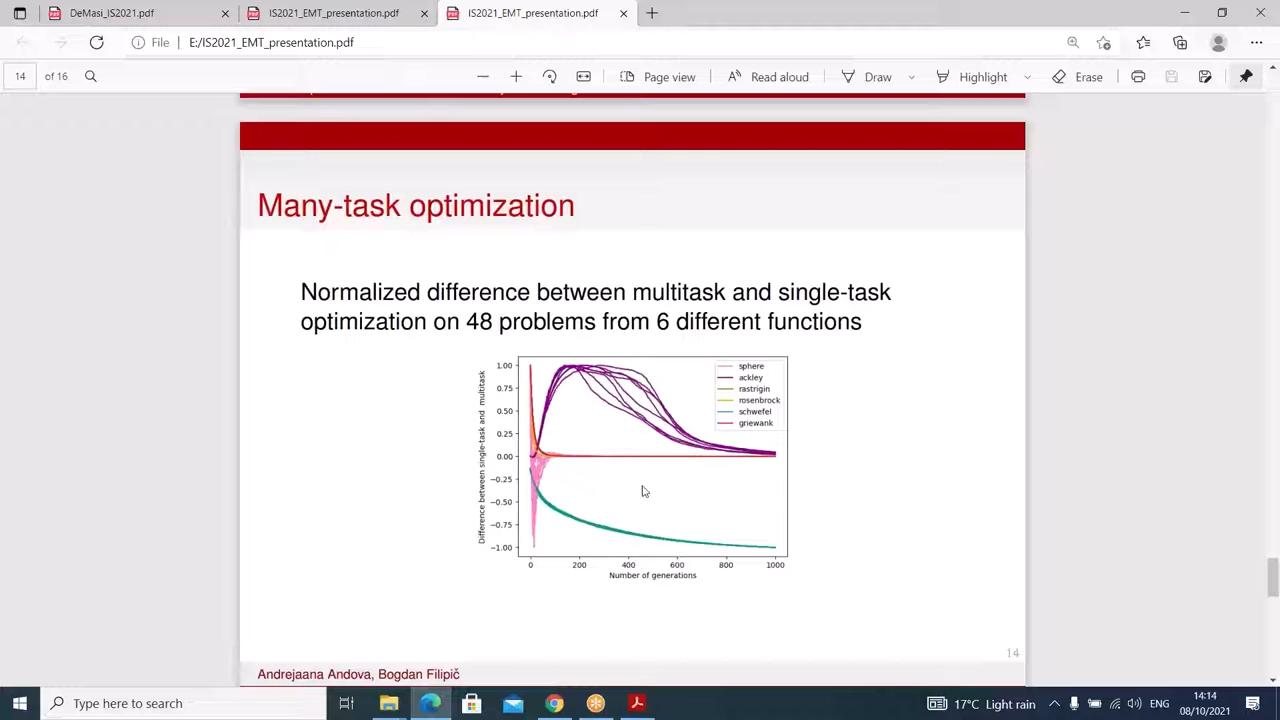 DeMasi_IS2021.pdf
IS2021_EMT_presentation.pdf
IS2021_EMT_presentation.pdf
File
E:/IS2021_EMT_presentation.pdf
14 of 16
Page view
Read aloud
Draw
Highlight
Erase
Many-task optimization
Normalized difference between multitask and single-task
optimization on 48 problems from 6 different functions
Difference between single-task and multitask
1.00
0.75
0.50
0.25
0.00
−0.25
−0.50
−0.75
−1.00
sphere
ackley
rastrigin
rosenbrock
schwefel
griewank
0 200 400 600 800 1000
Number of generations
14
Andrejaana Andova, Bogdan Filipič
Type here to search
17°C Light rain
ENG
14:14
08/10/2021